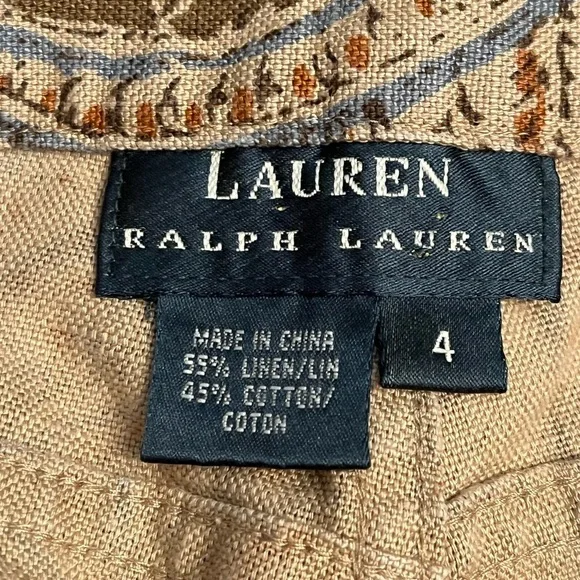 LAUREN
RALPH LAUREN
MADE IN CHINA
55% LINEN/LIN
45% COTTON/
COTON
4